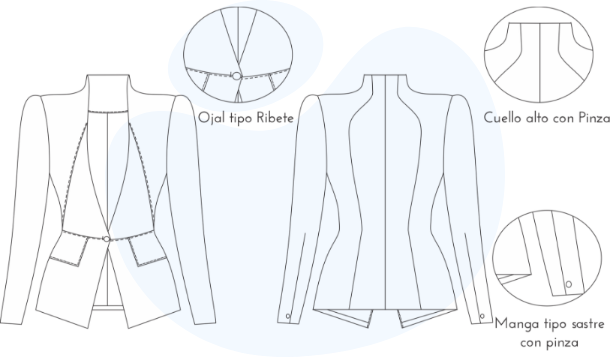 Ojal tipo Ribete
Cuello alto con Pinza
Manga tipo sastre
con pinza